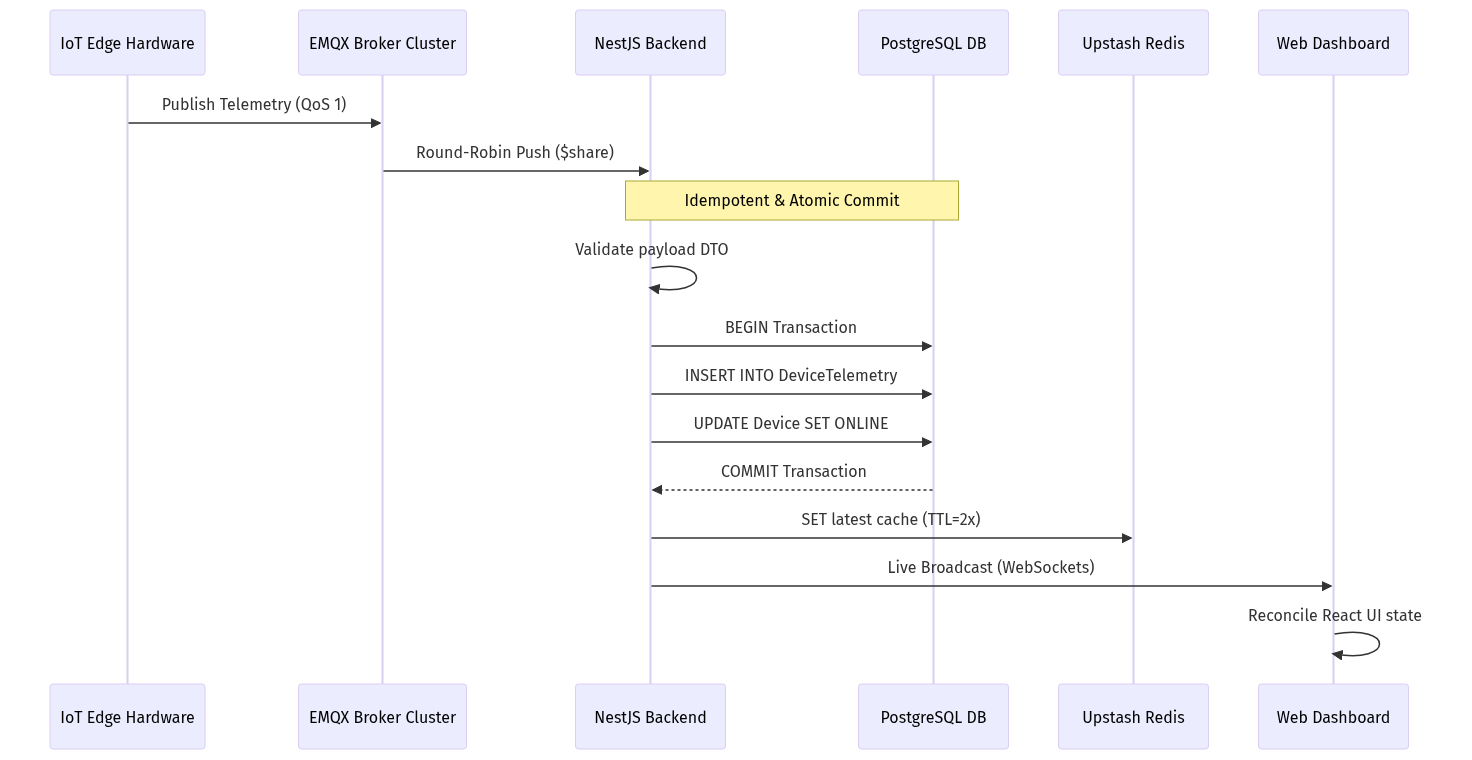 IoT Edge Hardware
EMQX Broker Cluster
NestJS Backend
PostgreSQL DB
Upstash Redis
Web Dashboard
Publish Telemetry (QoS 1)
Round-Robin Push ($share)
Idempotent & Atomic Commit
Validate payload DTO
BEGIN Transaction
INSERT INTO DeviceTelemetry
UPDATE Device SET ONLINE
COMMIT Transaction
SET latest cache (TTL=2x)
Live Broadcast (WebSockets)
Reconcile React UI state
IoT Edge Hardware
EMQX Broker Cluster
NestJS Backend
PostgreSQL DB
Upstash Redis
Web Dashboard